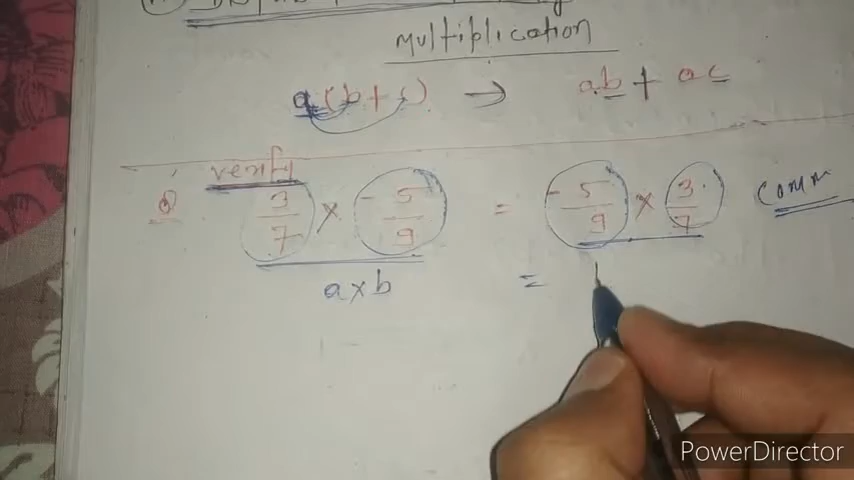 multiplication
a(b+c) → ab + ac
verify
Q. 3/7 × -5/9 = -5/9 × 3/7 comm
a×b =
PowerDirector